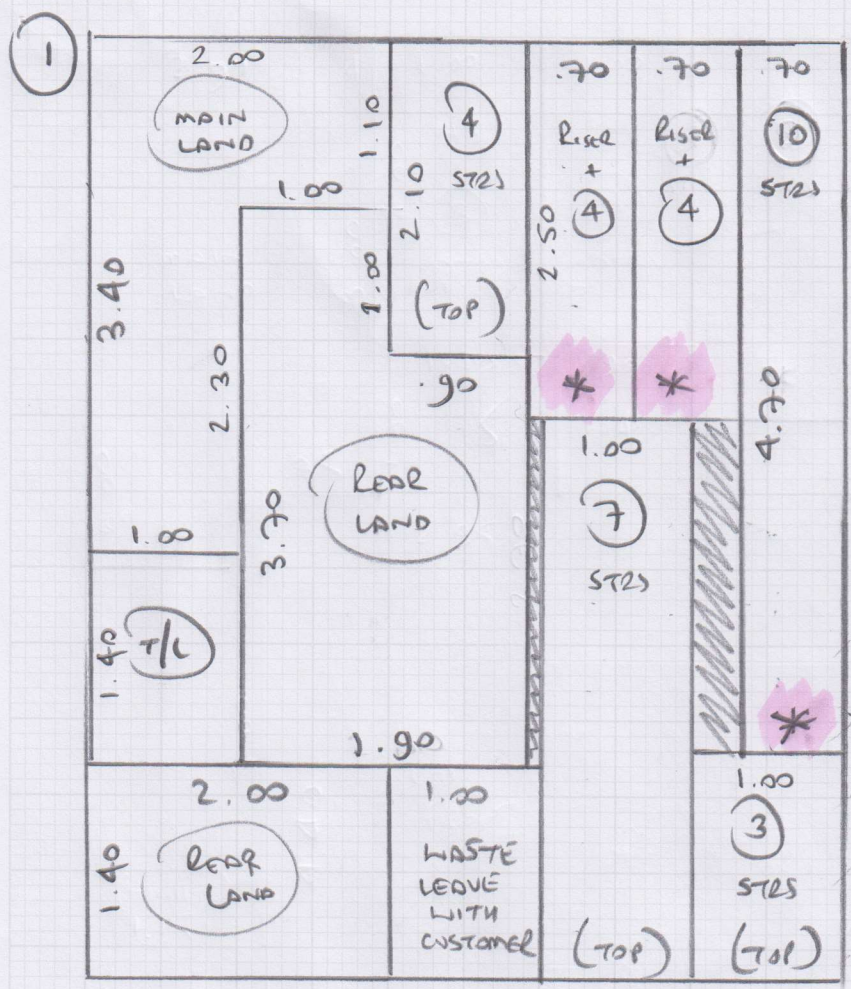 1
2.00
MAIN
LAND
1.10
1.00
3.40
2.30
1.00
2.10
4
STRS
(TOP)
.90
.70
RISER
+
4
2.50
*
.70
RISER
+
4
*
.70
10
STRS
4.70
*
REAR
LAND
3.70
1.90
1.00
T/L
1.40
1.00
7
STRS
(TOP)
2.00
1.40
REAR
LAND
1.00
WASTE
LEAVE
WITH
CUSTOMER
1.00
3
STRS
(TOP)